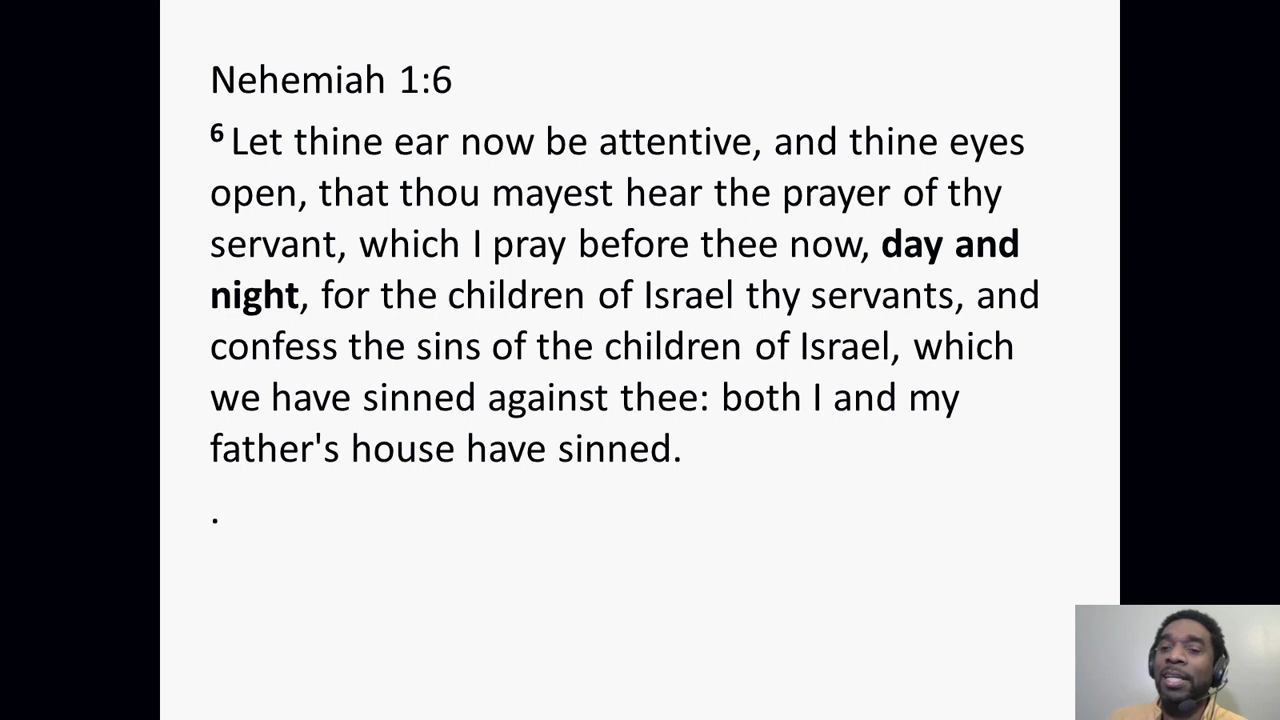 Nehemiah 1:6
6 Let thine ear now be attentive, and thine eyes
open, that thou mayest hear the prayer of thy
servant, which I pray before thee now, day and
night, for the children of Israel thy servants, and
confess the sins of the children of Israel, which
we have sinned against thee: both I and my
father's house have sinned.
.